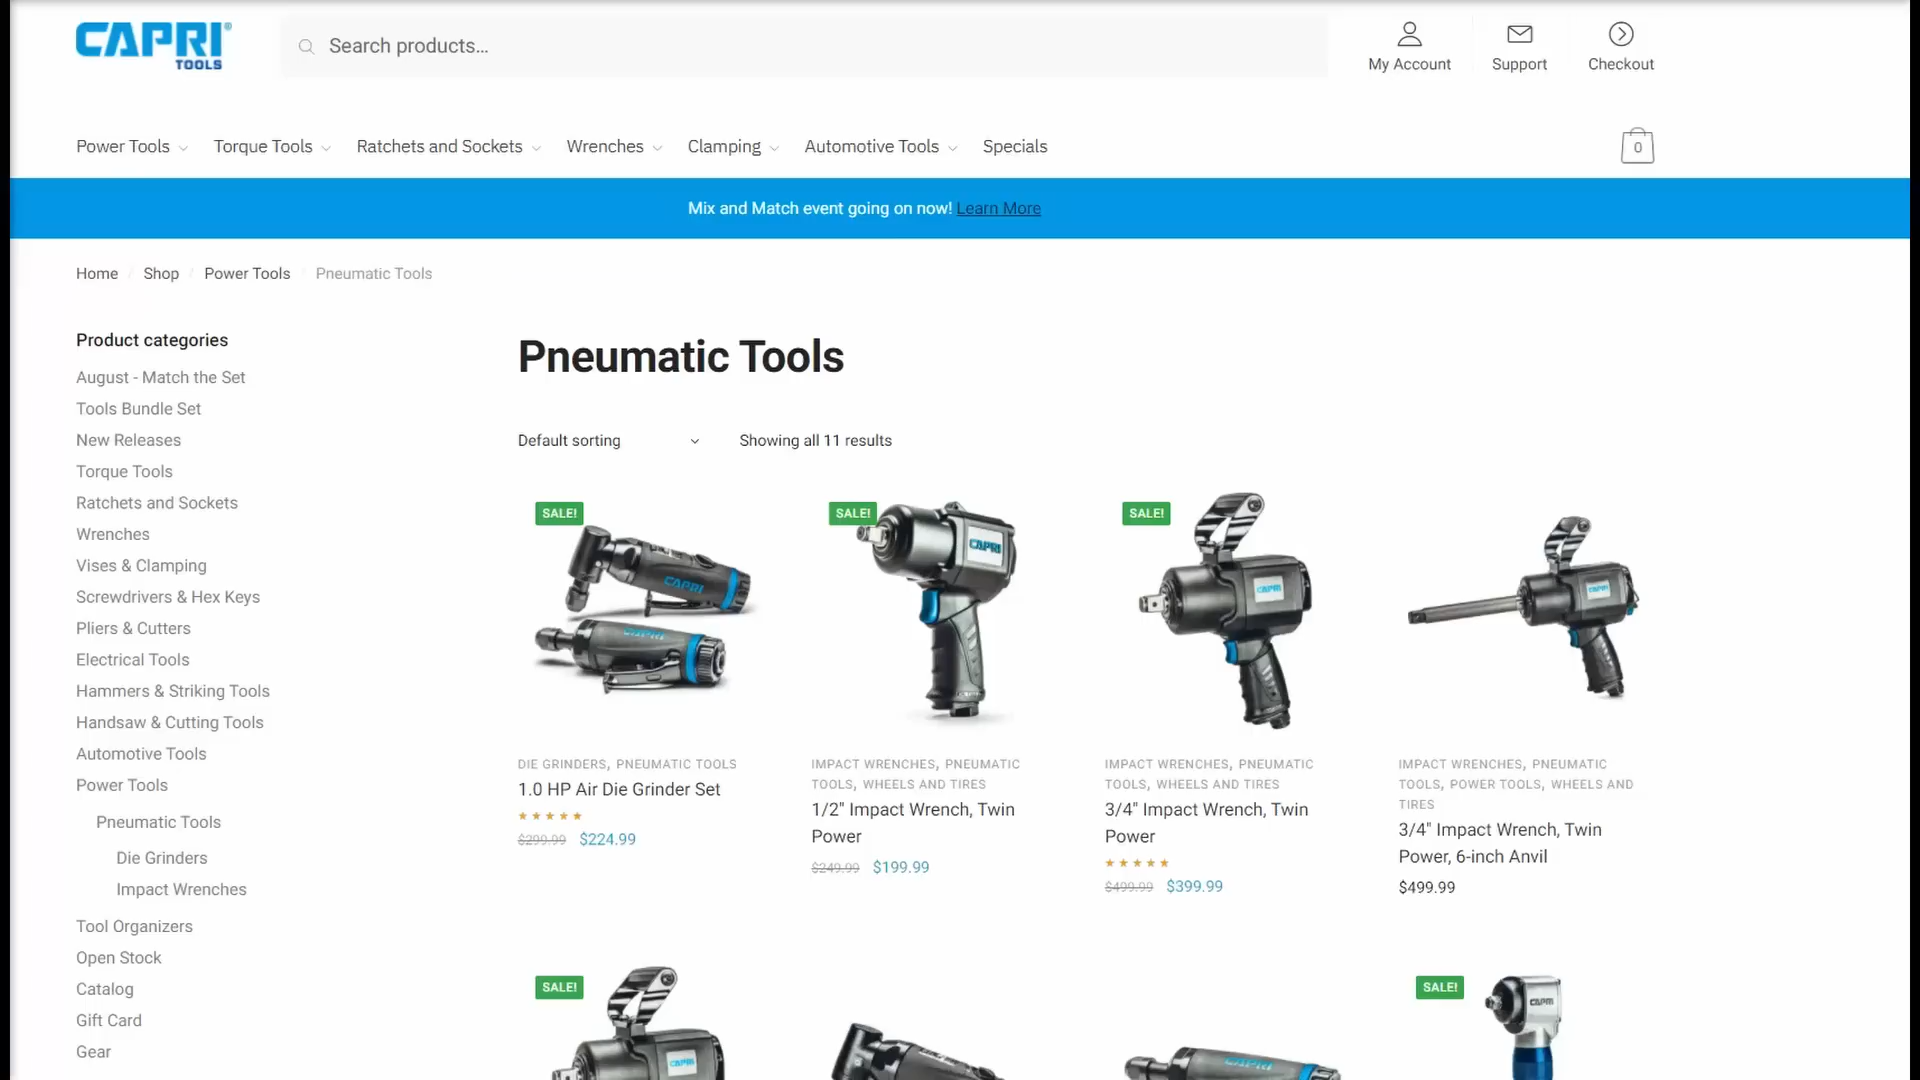 CAPRI®
TOOLS
Search products...
My Account
Support
Checkout
Power Tools
Torque Tools
Ratchets and Sockets
Wrenches
Clamping
Automotive Tools
Specials
0
Mix and Match event going on now! Learn More
Home / Shop / Power Tools / Pneumatic Tools
Product categories
August - Match the Set
Tools Bundle Set
New Releases
Torque Tools
Ratchets and Sockets
Wrenches
Vises & Clamping
Screwdrivers & Hex Keys
Pliers & Cutters
Electrical Tools
Hammers & Striking Tools
Handsaw & Cutting Tools
Automotive Tools
Power Tools
Pneumatic Tools
Die Grinders
Impact Wrenches
Tool Organizers
Open Stock
Catalog
Gift Card
Gear
Pneumatic Tools
Default sorting
Showing all 11 results
SALE!
CAPRI
CAPRI
DIE GRINDERS, PNEUMATIC TOOLS
1.0 HP Air Die Grinder Set
$299.99 $224.99
SALE!
CAPRI
IMPACT WRENCHES, PNEUMATIC
TOOLS, WHEELS AND TIRES
1/2" Impact Wrench, Twin
Power
$249.99 $199.99
SALE!
CAPRI
IMPACT WRENCHES, PNEUMATIC
TOOLS, WHEELS AND TIRES
3/4" Impact Wrench, Twin
Power
$499.99 $399.99
CAPRI
IMPACT WRENCHES, PNEUMATIC
TOOLS, POWER TOOLS, WHEELS AND
TIRES
3/4" Impact Wrench, Twin
Power, 6-inch Anvil
$499.99
SALE!
CAPRI
CAPRI
SALE!
CAPRI